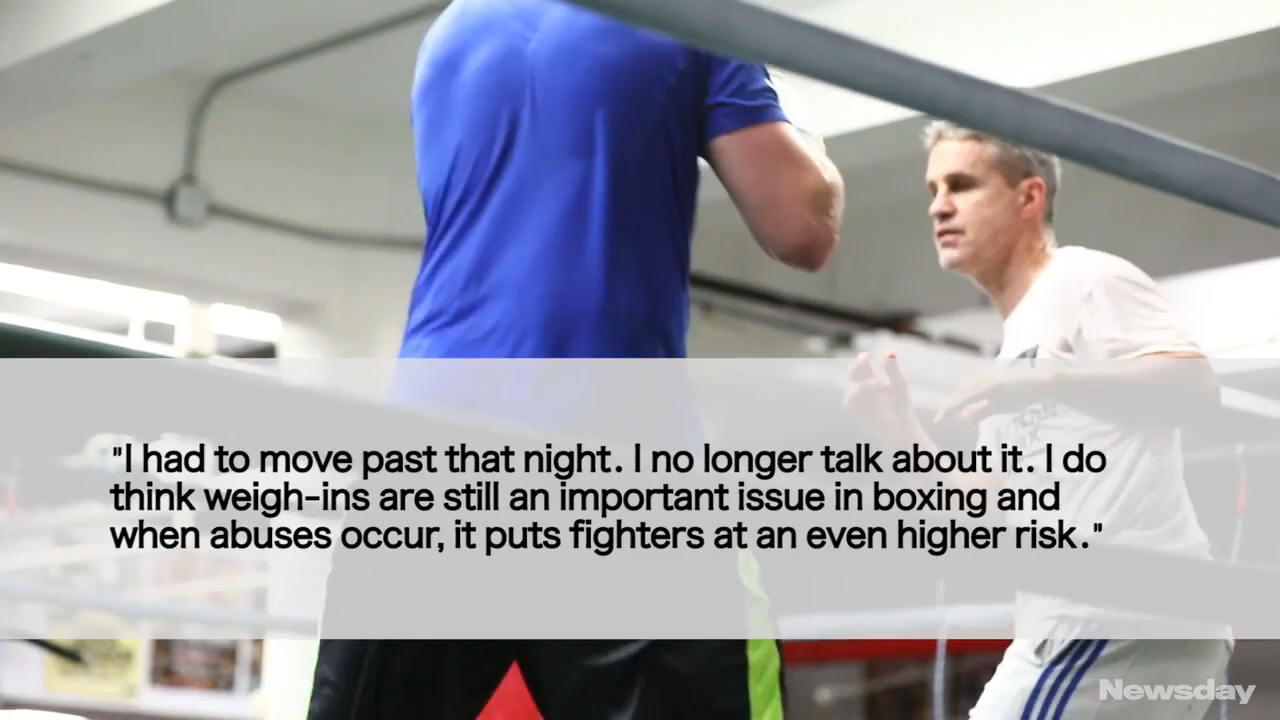 "I had to move past that night. I no longer talk about it. I do
think weigh-ins are still an important issue in boxing and
when abuses occur, it puts fighters at an even higher risk."
Newsday